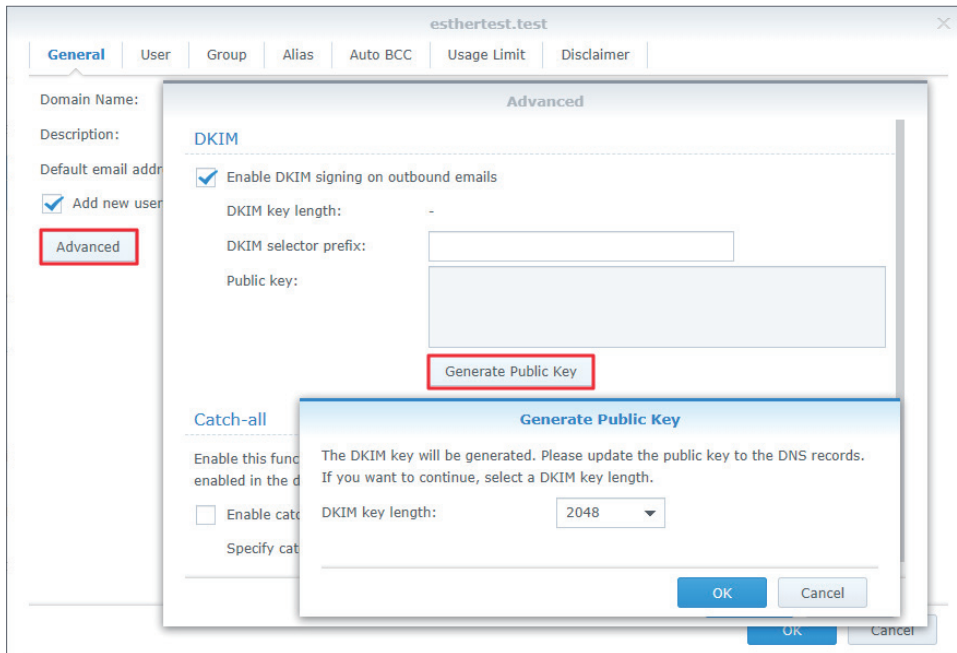 esthertest.test
General User Group Alias Auto BCC Usage Limit Disclaimer
Domain Name:
Description:
Default email addr
Add new user
Advanced
Advanced
DKIM
Enable DKIM signing on outbound emails
DKIM key length: -
DKIM selector prefix:
Public key:
Generate Public Key
Catch-all
Enable this func
enabled in the d
Enable catc
Specify cat
Generate Public Key
The DKIM key will be generated. Please update the public key to the DNS records.
If you want to continue, select a DKIM key length.
DKIM key length: 2048
OK Cancel
OK Cancel